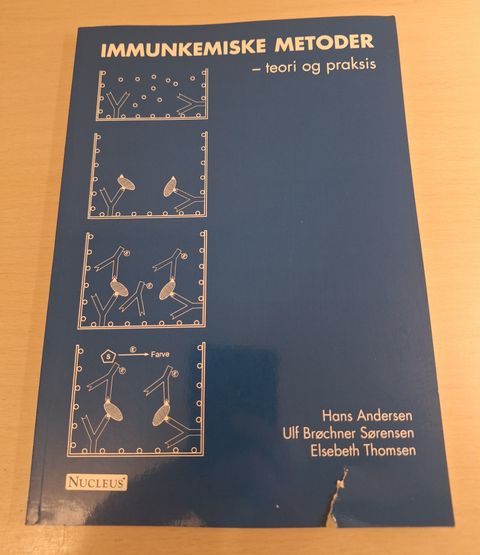 IMMUNKEMISKE METODER
– teori og praksis
E
E
E
S
E
Farve
E
E
Hans Andersen
Ulf Brøchner Sørensen
Elsebeth Thomsen
NUCLEUS